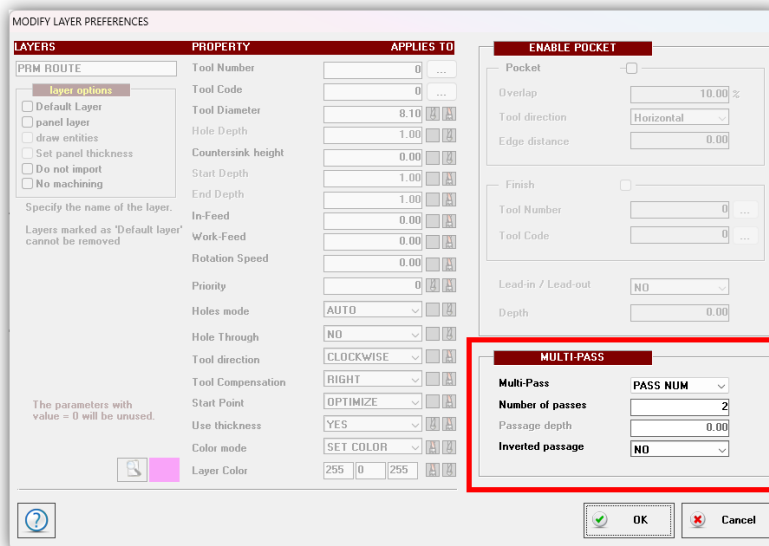 MODIFY LAYER PREFERENCES
LAYERS
PRM ROUTE
layer options
Default Layer
panel layer
draw entities
Set panel thickness
Do not import
No machining
Specify the name of the layer.
Layers marked as 'Default layer'
cannot be removed
The parameters with
value = 0 will be unused.
PROPERTY APPLIES TO
Tool Number 0 ...
Tool Code 0 ...
Tool Diameter 8.10
Hole Depth 1.00
Countersink height 0.00
Start Depth 1.00
End Depth 1.00
In-Feed 0.00
Work-Feed 0.00
Rotation Speed 0.00
Priority 0
Holes mode AUTO
Hole Through NO
Tool direction CLOCKWISE
Tool Compensation RIGHT
Start Point OPTIMIZE
Use thickness YES
Color mode SET COLOR
Layer Color 255 0 255
ENABLE POCKET
Pocket
Overlap 10.00 %
Tool direction Horizontal
Edge distance 0.00
Finish
Tool Number 0 ...
Tool Code 0 ...
Lead-in / Lead-out NO
Depth 0.00
MULTI-PASS
Multi-Pass PASS NUM
Number of passes 2
Passage depth 0.00
Inverted passage NO
?
OK Cancel